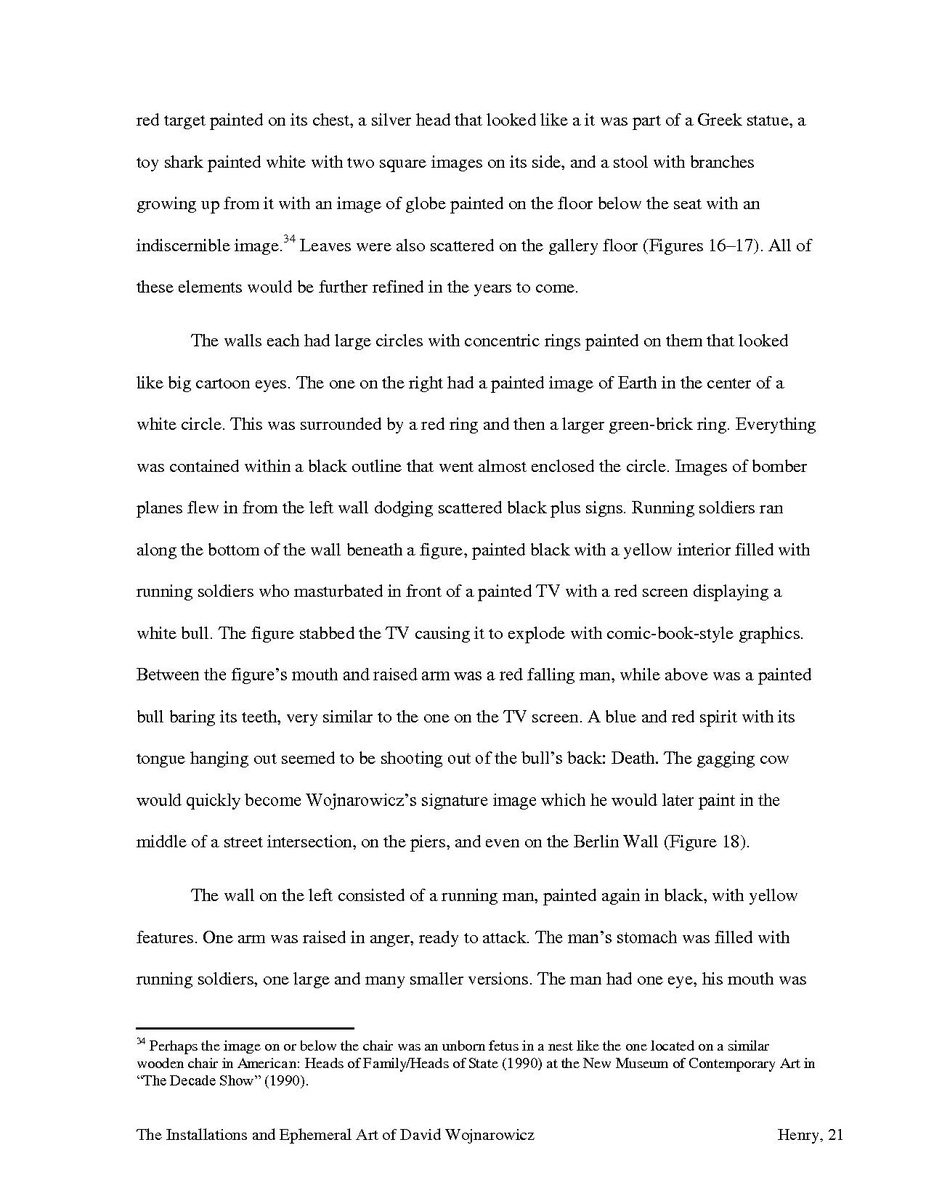 red target painted on its chest, a silver head that looked like a it was part of a Greek statue, a
toy shark painted white with two square images on its side, and a stool with branches
growing up from it with an image of globe painted on the floor below the seat with an
indiscernible image.34 Leaves were also scattered on the gallery floor (Figures 16–17). All of
these elements would be further refined in the years to come.
The walls each had large circles with concentric rings painted on them that looked
like big cartoon eyes. The one on the right had a painted image of Earth in the center of a
white circle. This was surrounded by a red ring and then a larger green-brick ring. Everything
was contained within a black outline that went almost enclosed the circle. Images of bomber
planes flew in from the left wall dodging scattered black plus signs. Running soldiers ran
along the bottom of the wall beneath a figure, painted black with a yellow interior filled with
running soldiers who masturbated in front of a painted TV with a red screen displaying a
white bull. The figure stabbed the TV causing it to explode with comic-book-style graphics.
Between the figure’s mouth and raised arm was a red falling man, while above was a painted
bull baring its teeth, very similar to the one on the TV screen. A blue and red spirit with its
tongue hanging out seemed to be shooting out of the bull’s back: Death. The gagging cow
would quickly become Wojnarowicz’s signature image which he would later paint in the
middle of a street intersection, on the piers, and even on the Berlin Wall (Figure 18).
The wall on the left consisted of a running man, painted again in black, with yellow
features. One arm was raised in anger, ready to attack. The man’s stomach was filled with
running soldiers, one large and many smaller versions. The man had one eye, his mouth was
34 Perhaps the image on or below the chair was an unborn fetus in a nest like the one located on a similar
wooden chair in American: Heads of Family/Heads of State (1990) at the New Museum of Contemporary Art in
“The Decade Show” (1990).
The Installations and Ephemeral Art of David Wojnarowicz Henry, 21